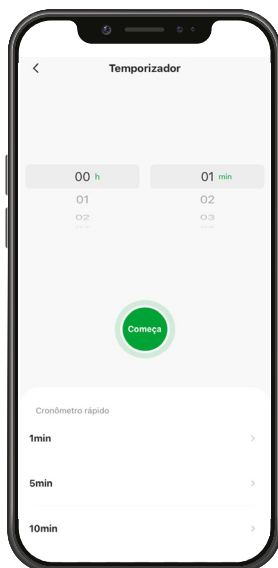 Temporizador
00 h 01 min
01 02
02 03
Começa
Cronômetro rápido
1min
5min
10min